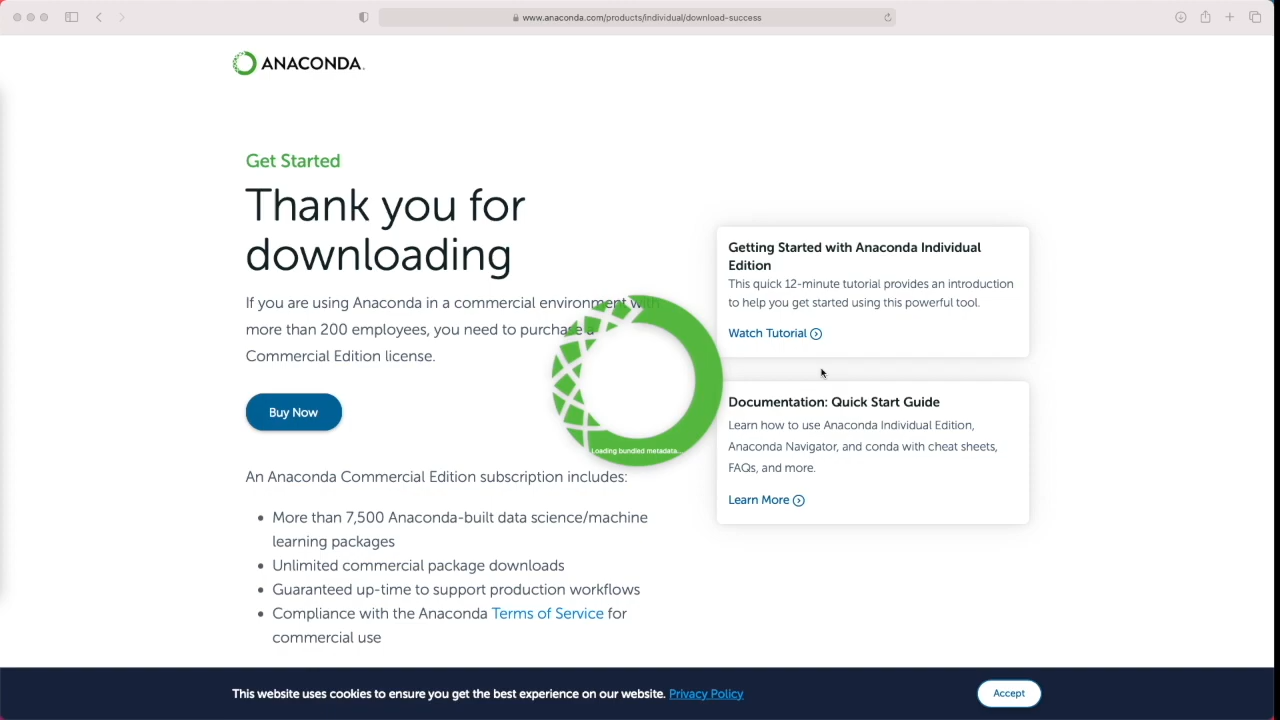 www.anaconda.com/products/individual/download-success
ANACONDA.
Get Started
Thank you for
downloading
If you are using Anaconda in a commercial environment with
more than 200 employees, you need to purchase a
Commercial Edition license.
Buy Now
An Anaconda Commercial Edition subscription includes:
• More than 7,500 Anaconda-built data science/machine
learning packages
• Unlimited commercial package downloads
• Guaranteed up-time to support production workflows
• Compliance with the Anaconda Terms of Service for
commercial use
Loading bundled metadata...
Getting Started with Anaconda Individual
Edition
This quick 12-minute tutorial provides an introduction
to help you get started using this powerful tool.
Watch Tutorial
Documentation: Quick Start Guide
Learn how to use Anaconda Individual Edition,
Anaconda Navigator, and conda with cheat sheets,
FAQs, and more.
Learn More
This website uses cookies to ensure you get the best experience on our website. Privacy Policy
Accept